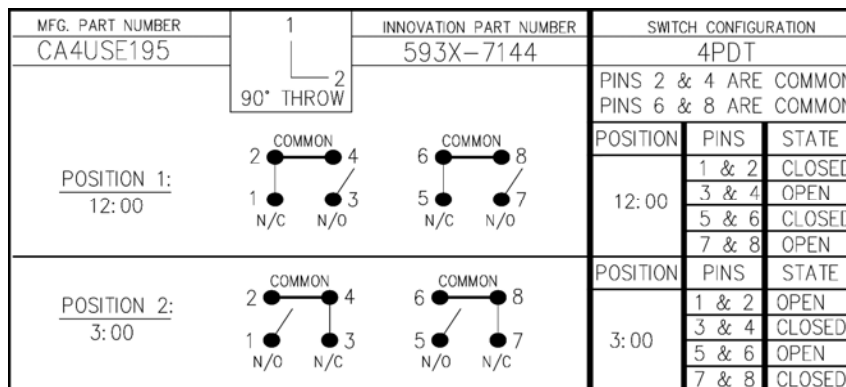 MFG. PART NUMBER
CA4USE195
1
2
90° THROW
INNOVATION PART NUMBER
593X-7144
SWITCH CONFIGURATION
4PDT
PINS 2 & 4 ARE COMMON
PINS 6 & 8 ARE COMMON
POSITION 1:
12:00
COMMON
2 4
1 3
N/C N/O
COMMON
6 8
5 7
N/C N/O
POSITION PINS STATE
12:00
1 & 2 CLOSED
3 & 4 OPEN
5 & 6 CLOSED
7 & 8 OPEN
POSITION 2:
3:00
COMMON
2 4
1 3
N/O N/C
COMMON
6 8
5 7
N/O N/C
POSITION PINS STATE
3:00
1 & 2 OPEN
3 & 4 CLOSED
5 & 6 OPEN
7 & 8 CLOSED